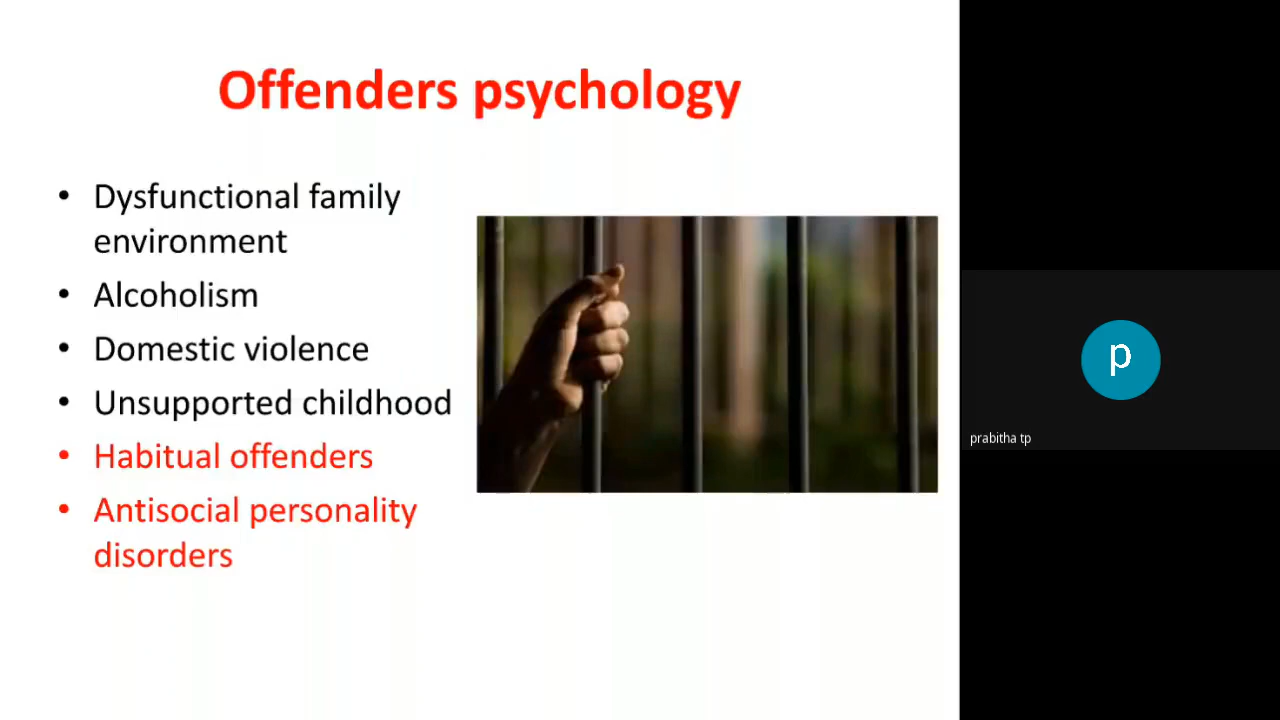 Offenders psychology
• Dysfunctional family
environment
• Alcoholism
• Domestic violence
• Unsupported childhood
• Habitual offenders
• Antisocial personality
disorders
p
prabitha tp